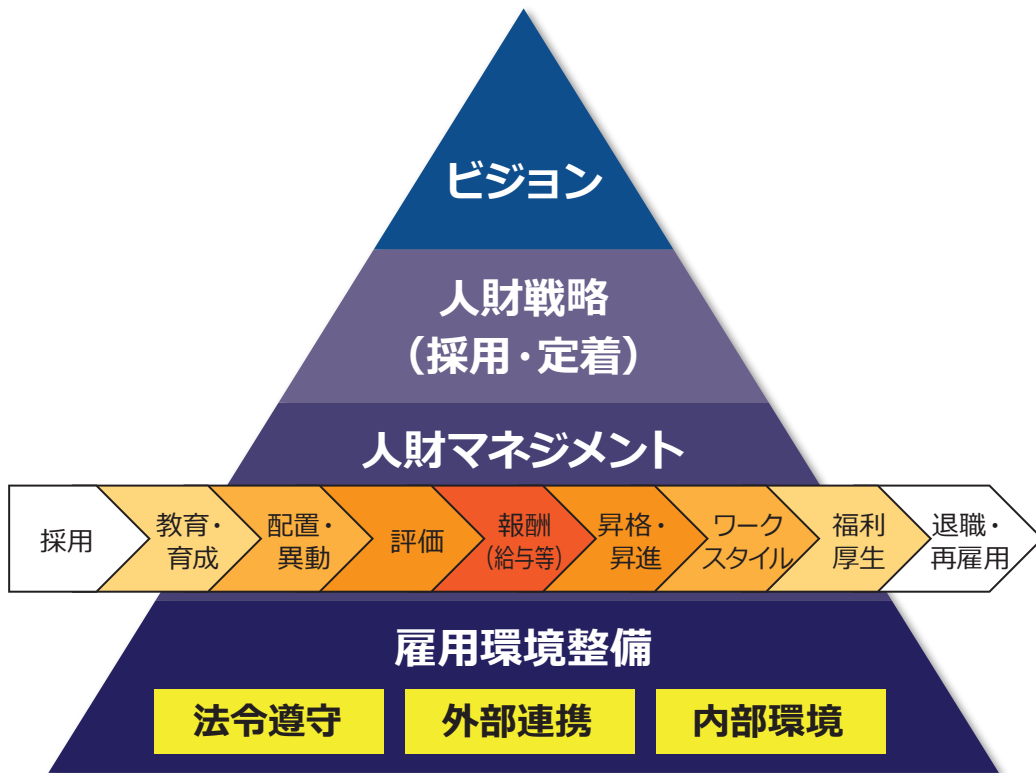 ビジョン
人財戦略
（採用・定着）
人財マネジメント
採用
教育・
育成
配置・
異動
評価
報酬
(給与等)
昇格・
昇進
ワーク
スタイル
福利
厚生
退職・
再雇用
雇用環境整備
法令遵守
外部連携
内部環境